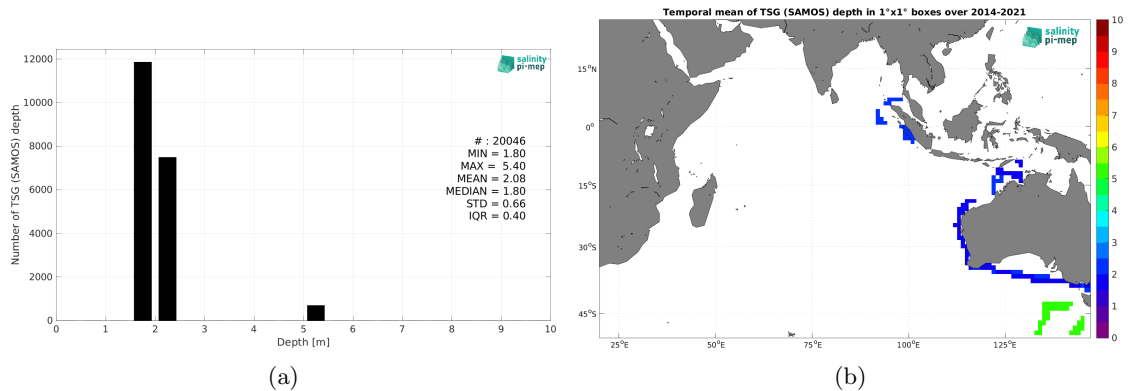 salinity
pi-mep
12000
10000
8000
6000
4000
2000
0
Number of TSG (SAMOS) depth
# : 20046
MIN = 1.80
MAX = 5.40
MEAN = 2.08
MEDIAN = 1.80
STD = 0.66
IQR = 0.40
0 1 2 3 4 5 6 7 8 9 10
Depth [m]
(a)
Temporal mean of TSG (SAMOS) depth in 1°x1° boxes over 2014-2021
salinity
pi-mep
15°N
0°
15°S
30°S
45°S
25°E 50°E 75°E 100°E 125°E
10
9
8
7
6
5
4
3
2
1
0
(b)